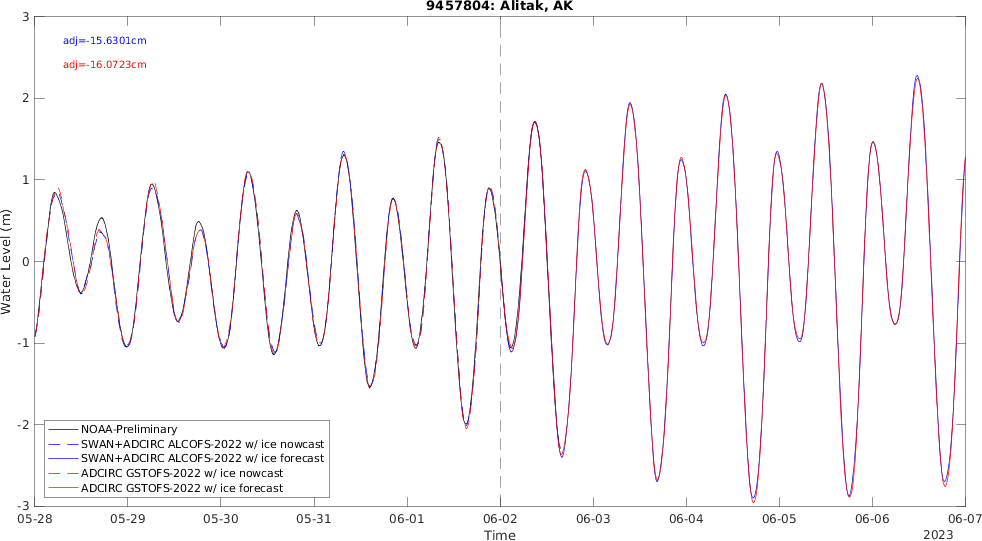 9457804: Alitak, AK
adj=-15.6301cm
adj=-16.0723cm
Water Level (m)
3
2
1
0
-1
-2
-3
NOAA-Preliminary
SWAN+ADCIRC ALCOFS-2022 w/ ice nowcast
SWAN+ADCIRC ALCOFS-2022 w/ ice forecast
ADCIRC GSTOFS-2022 w/ ice nowcast
ADCIRC GSTOFS-2022 w/ ice forecast
05-28 05-29 05-30 05-31 06-01 06-02 06-03 06-04 06-05 06-06 06-07
Time
2023